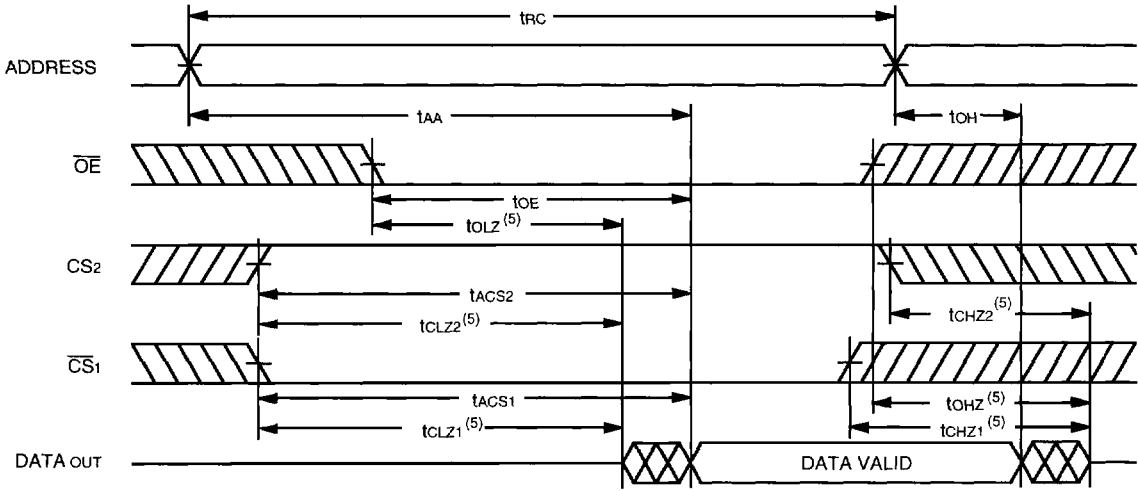 tRC
ADDRESS
tAA
tOH
OE
tOE
tOLZ (5)
CS2
tACS2
tCLZ2 (5)
tCHZ2 (5)
CS1
tACS1
tOHZ (5)
tCLZ1 (5)
tCHZ1 (5)
DATA OUT
DATA VALID